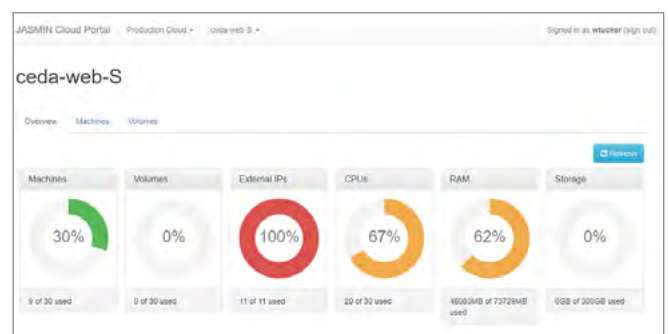 JASMIN Cloud Portal Production Cloud ceda-web-S Signed in as wtucker (sign out)
ceda-web-S
Overview Machines Volumes
Refresh
Machines Volumes External IPs CPUs RAM Storage
30% 0% 100% 67% 62% 0%
9 of 30 used 0 of 30 used 11 of 11 used 20 of 30 used 46080MB of 73729MB 0GB of 300GB used
used